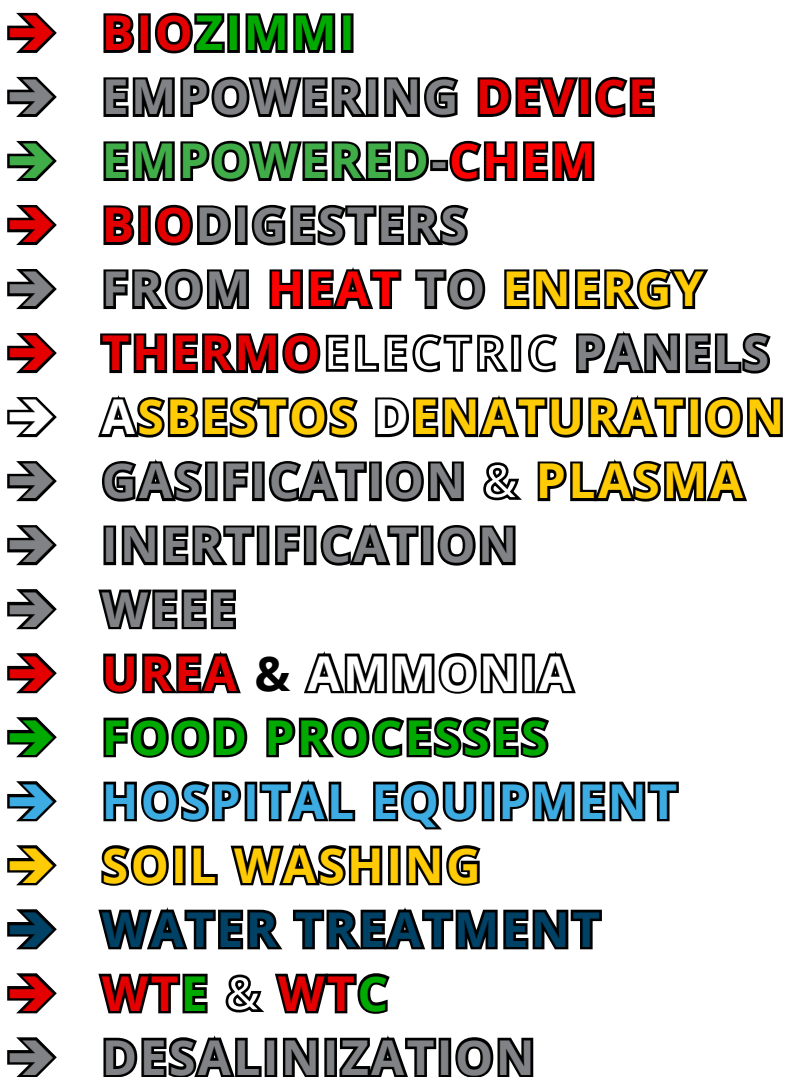 BIOZIMMI
EMPOWERING DEVICE
EMPOWERED-CHEM
BIODIGESTERS
FROM HEAT TO ENERGY
THERMOELECTRIC PANELS
ASBESTOS DENATURATION
GASIFICATION & PLASMA
INERTIFICATION
WEEE
UREA & AMMONIA
FOOD PROCESSES
HOSPITAL EQUIPMENT
SOIL WASHING
WATER TREATMENT
WTE & WTC
DESALINIZATION